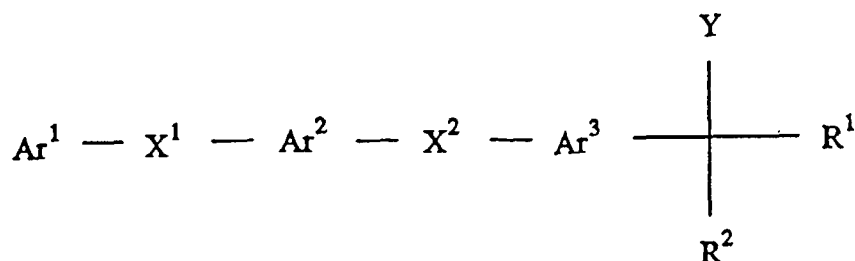 Y
Ar¹ — X¹ — Ar² — X² — Ar³ — R¹
R²